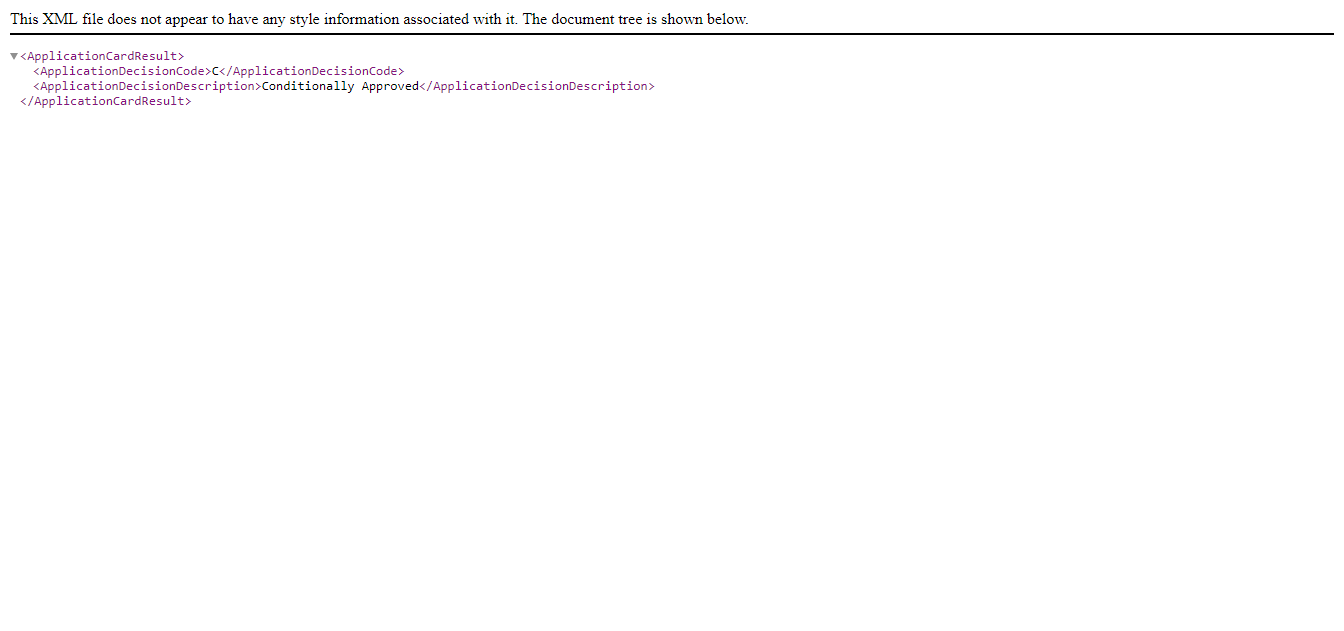 This XML file does not appear to have any style information associated with it. The document tree is shown below.
▼<ApplicationCardResult>
<ApplicationDecisionCode>C</ApplicationDecisionCode>
<ApplicationDecisionDescription>Conditionally Approved</ApplicationDecisionDescription>
</ApplicationCardResult>